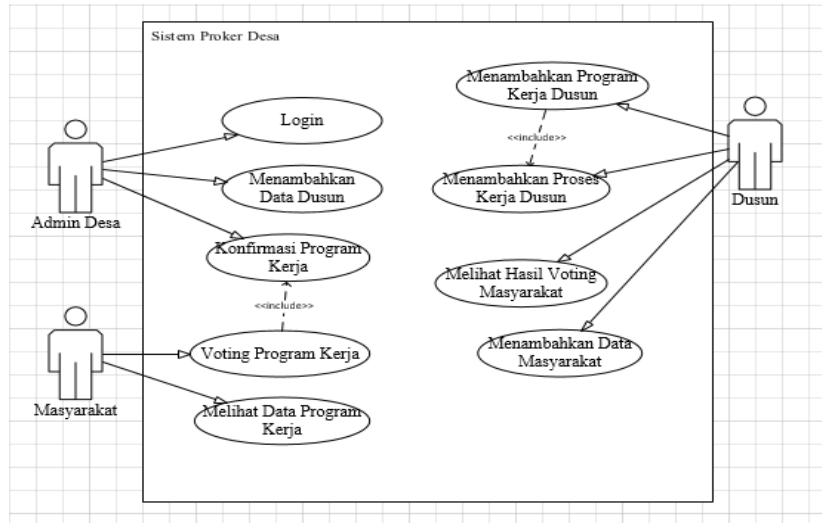 Sistem Proker Desa
Login
Menambahkan
Data Dusun
Konfirmasi Program
Kerja
<<include>>
Voting Program Kerja
Melihat Data Program
Kerja
Admin Desa
Masyarakat
Menambahkan Program
Kerja Dusun
<<include>>
Menambahkan Proses
Kerja Dusun
Melihat Hasil Voting
Masyarakat
Menambahkan Data
Masyarakat
Dusun